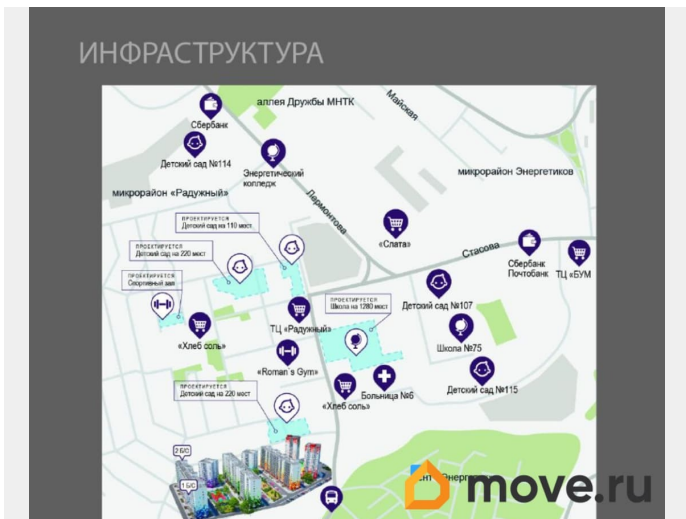 ИНФРАСТРУКТУРА
аллея Дружбы МНТК
Майская
Сбербанк
Детский сад №114
Энергетический
колледж
микрорайон Энергетиков
микрорайон «Радужный»
Лермонтова
ПРОЕКТИРУЕТСЯ
Детский сад на 110 мест
«Слата»
Стасова
ПРОЕКТИРУЕТСЯ
Детский сад на 220 мест
Сбербанк
Почтобанк
ТЦ «БУМ
ПРОЕКТИРУЕТСЯ
Спортивный зал
ПРОЕКТИРУЕТСЯ
Школа на 1280 мест
Детский сад №107
ТЦ «Радужный»
«Хлеб соль»
Школа №75
«Roman`s Gym»
ПРОЕКТИРУЕТСЯ
Детский сад на 220 мест
«Хлеб соль»
Больница №6
Детский сад №115
2 Б/С
1 Б/С
move.ru